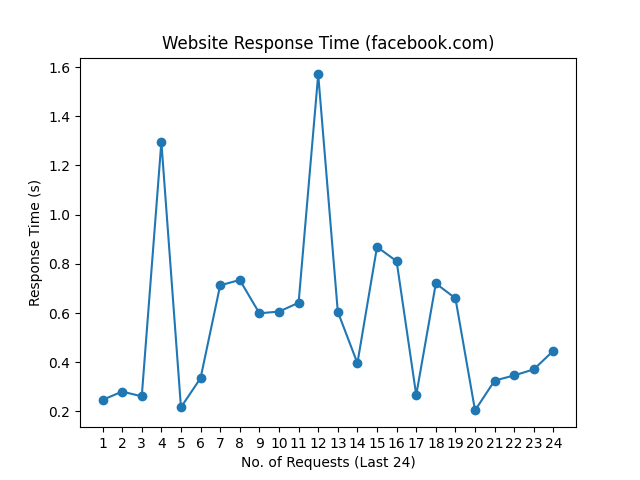 Website Response Time (facebook.com)
Response Time (s)
1.6
1.4
1.2
1.0
0.8
0.6
0.4
0.2
1 2 3 4 5 6 7 8 9 10 11 12 13 14 15 16 17 18 19 20 21 22 23 24
No. of Requests (Last 24)